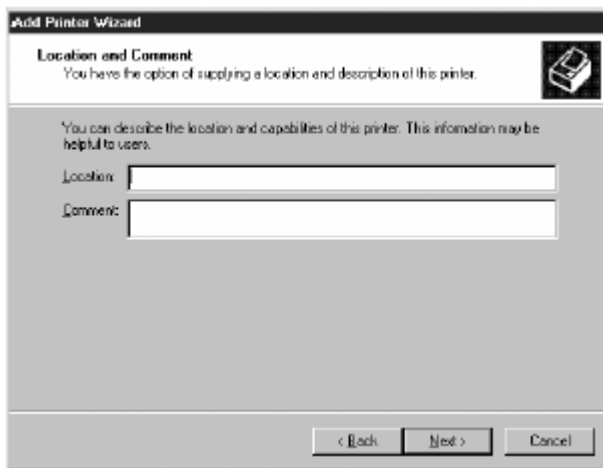 Add Printer Wizard
Location and Comment
You have the option of supplying a location and description of this printer.
You can describe the location and capabilities of this printer. This information may be
helpful to users.
Location:
Comment:
< Back
Next >
Cancel